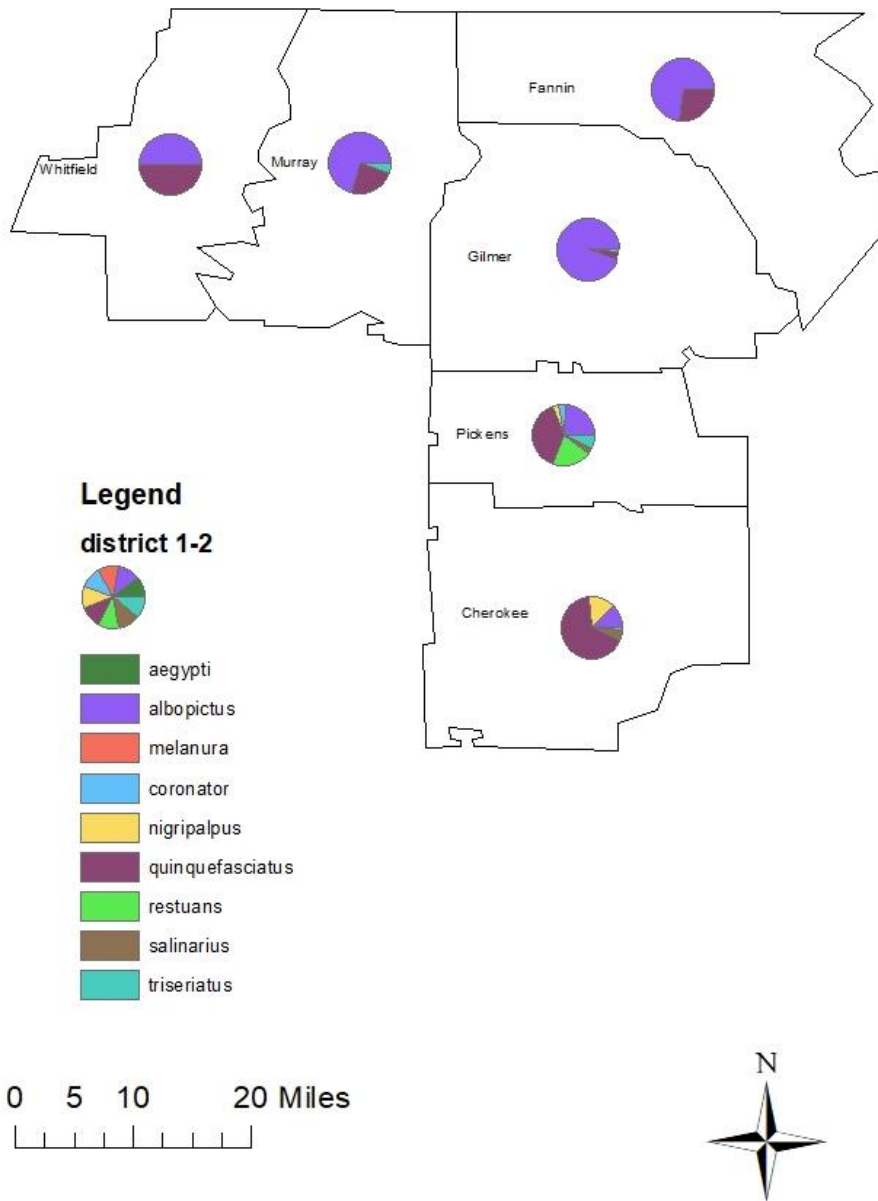 Fannin
Whitfield
Murray
Gilmer
Pickens
Cherokee
Legend
district 1-2
aegypti
albopictus
melanura
coronator
nigripalpus
quinquefasciatus
restuans
salinarius
triseriatus
0 5 10 20 Miles
N